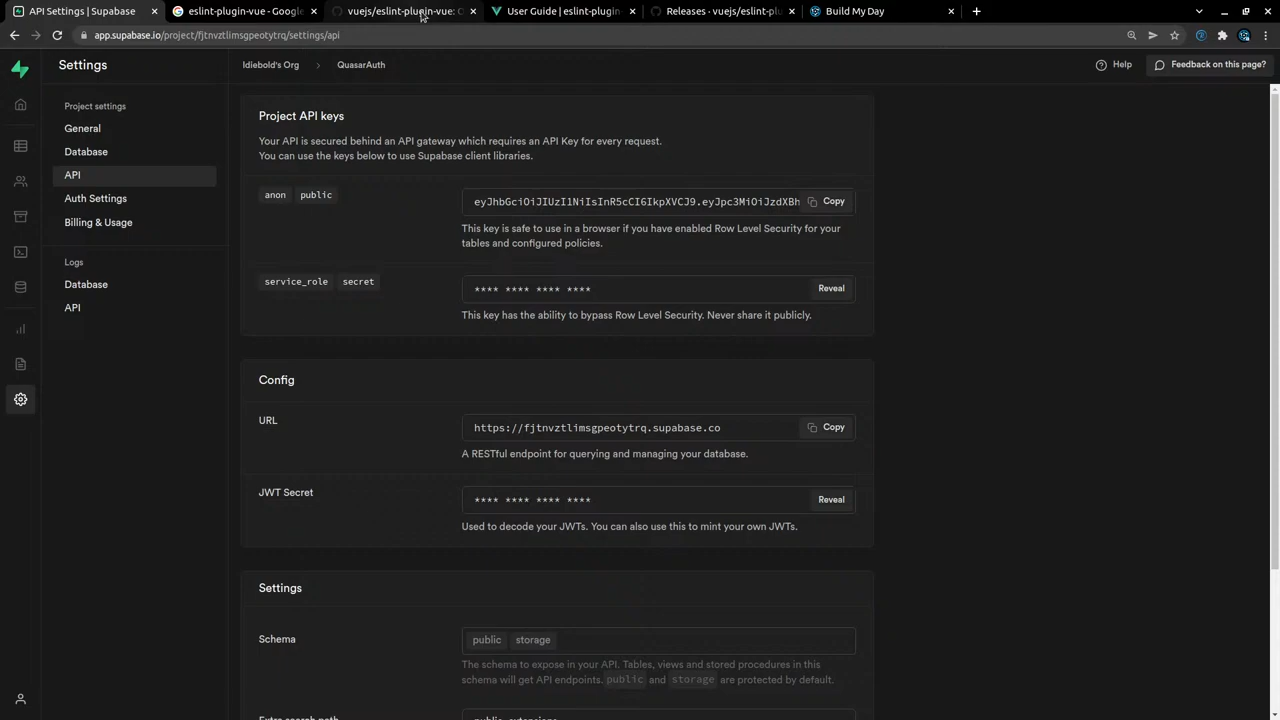 API Settings | Supabase
eslint-plugin-vue - Google
vuejs/eslint-plugin-vue:
User Guide | eslint-plugin
Releases · vuejs/eslint-plu
Build My Day
app.supabase.io/project/fjtnvztlimsgpeotytrq/settings/api
Settings
Idiebold's Org
QuasarAuth
Help
Feedback on this page?
Project settings
General
Database
API
Auth Settings
Billing & Usage
Logs
Database
API
Project API keys
Your API is secured behind an API gateway which requires an API Key for every request.
You can use the keys below to use Supabase client libraries.
anon public
eyJhbGciOiJIUzI1NiIsInR5cCI6IkpXVCJ9.eyJpc3MiOiJzdXBh
Copy
This key is safe to use in a browser if you have enabled Row Level Security for your
tables and configured policies.
service_role secret
**** **** **** ****
Reveal
This key has the ability to bypass Row Level Security. Never share it publicly.
Config
URL
https://fjtnvztlimsgpeotytrq.supabase.co
Copy
A RESTful endpoint for querying and managing your database.
JWT Secret
**** **** **** ****
Reveal
Used to decode your JWTs. You can also use this to mint your own JWTs.
Settings
Schema
public storage
The schema to expose in your API. Tables, views and stored procedures in this
schema will get API endpoints. public and storage are protected by default.
Extra search path
public, extensions